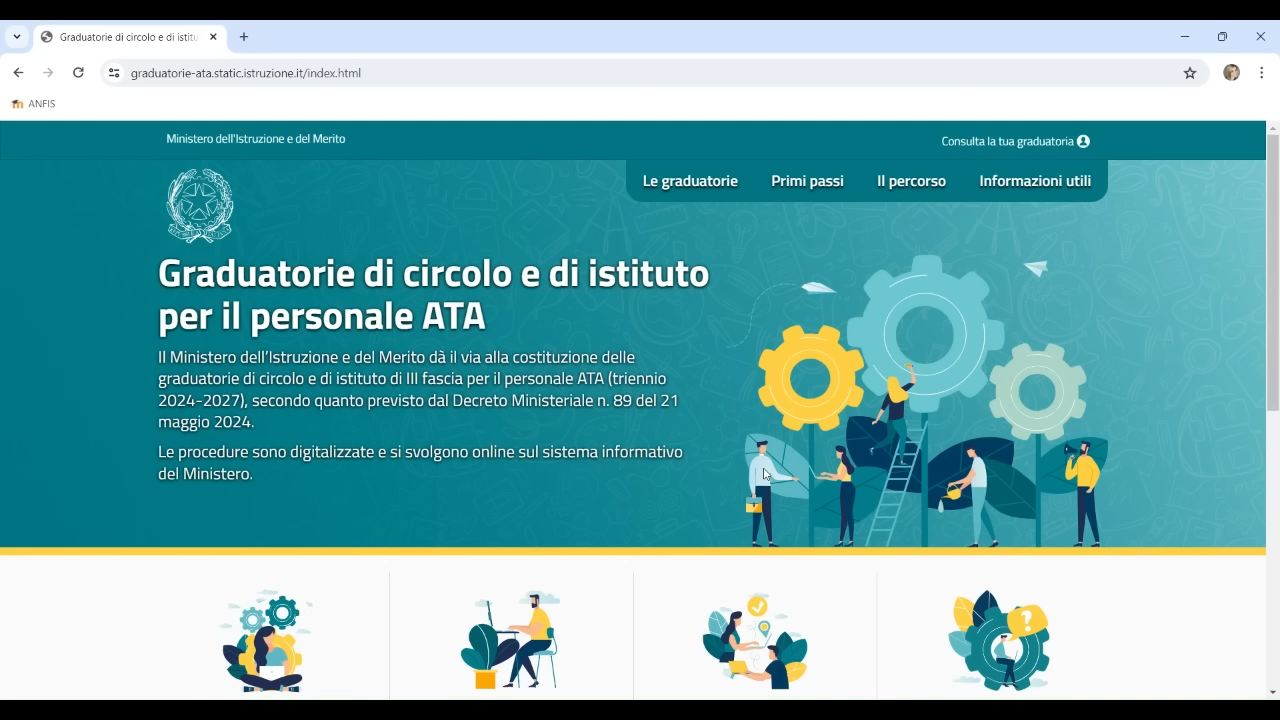 Graduatorie di circolo e di istitu
graduatorie-ata.static.istruzione.it/index.html
ANFIS
Ministero dell'Istruzione e del Merito
Consulta la tua graduatoria
Le graduatorie
Primi passi
Il percorso
Informazioni utili
Graduatorie di circolo e di istituto
per il personale ATA
Il Ministero dell'Istruzione e del Merito dà il via alla costituzione delle
graduatorie di circolo e di istituto di III fascia per il personale ATA (triennio
2024-2027), secondo quanto previsto dal Decreto Ministeriale n. 89 del 21
maggio 2024.
Le procedure sono digitalizzate e si svolgono online sul sistema informativo
del Ministero.
?